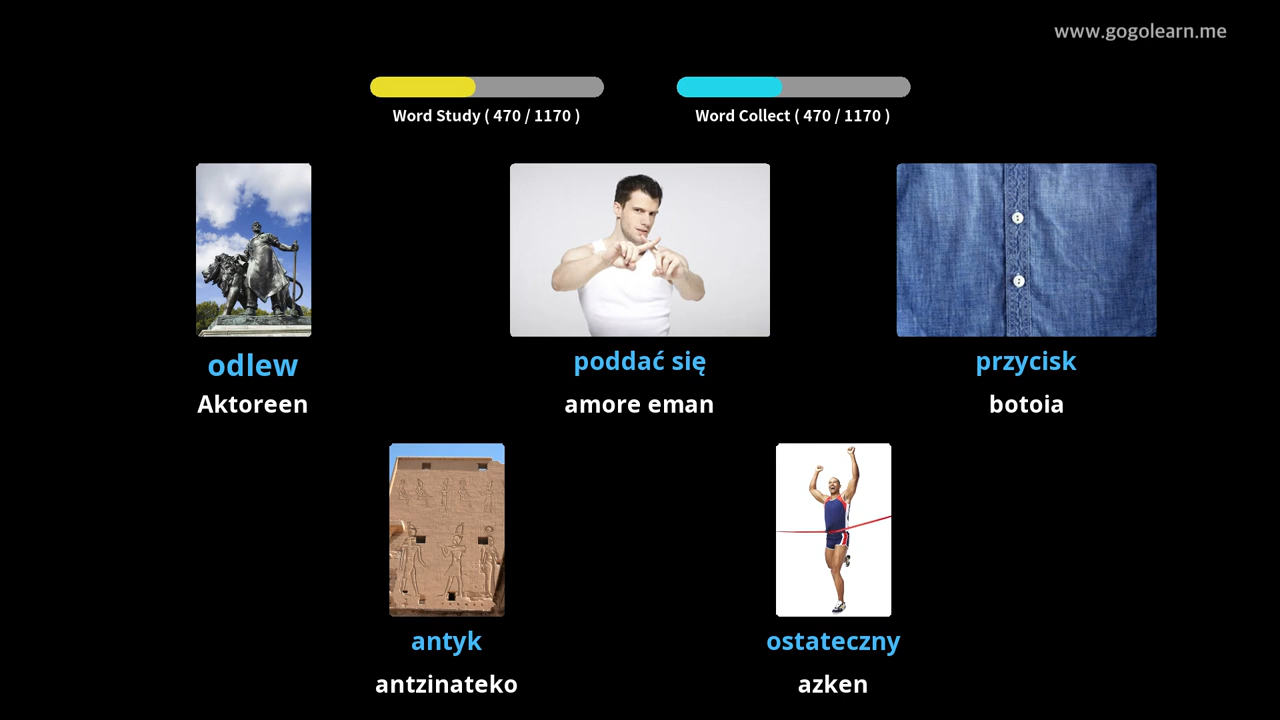 www.gogolearn.me
Word Study ( 470 / 1170 )
Word Collect ( 470 / 1170 )
odlew
Aktoreen
poddać się
amore eman
przycisk
botoia
antyk
antzinateko
ostateczny
azken